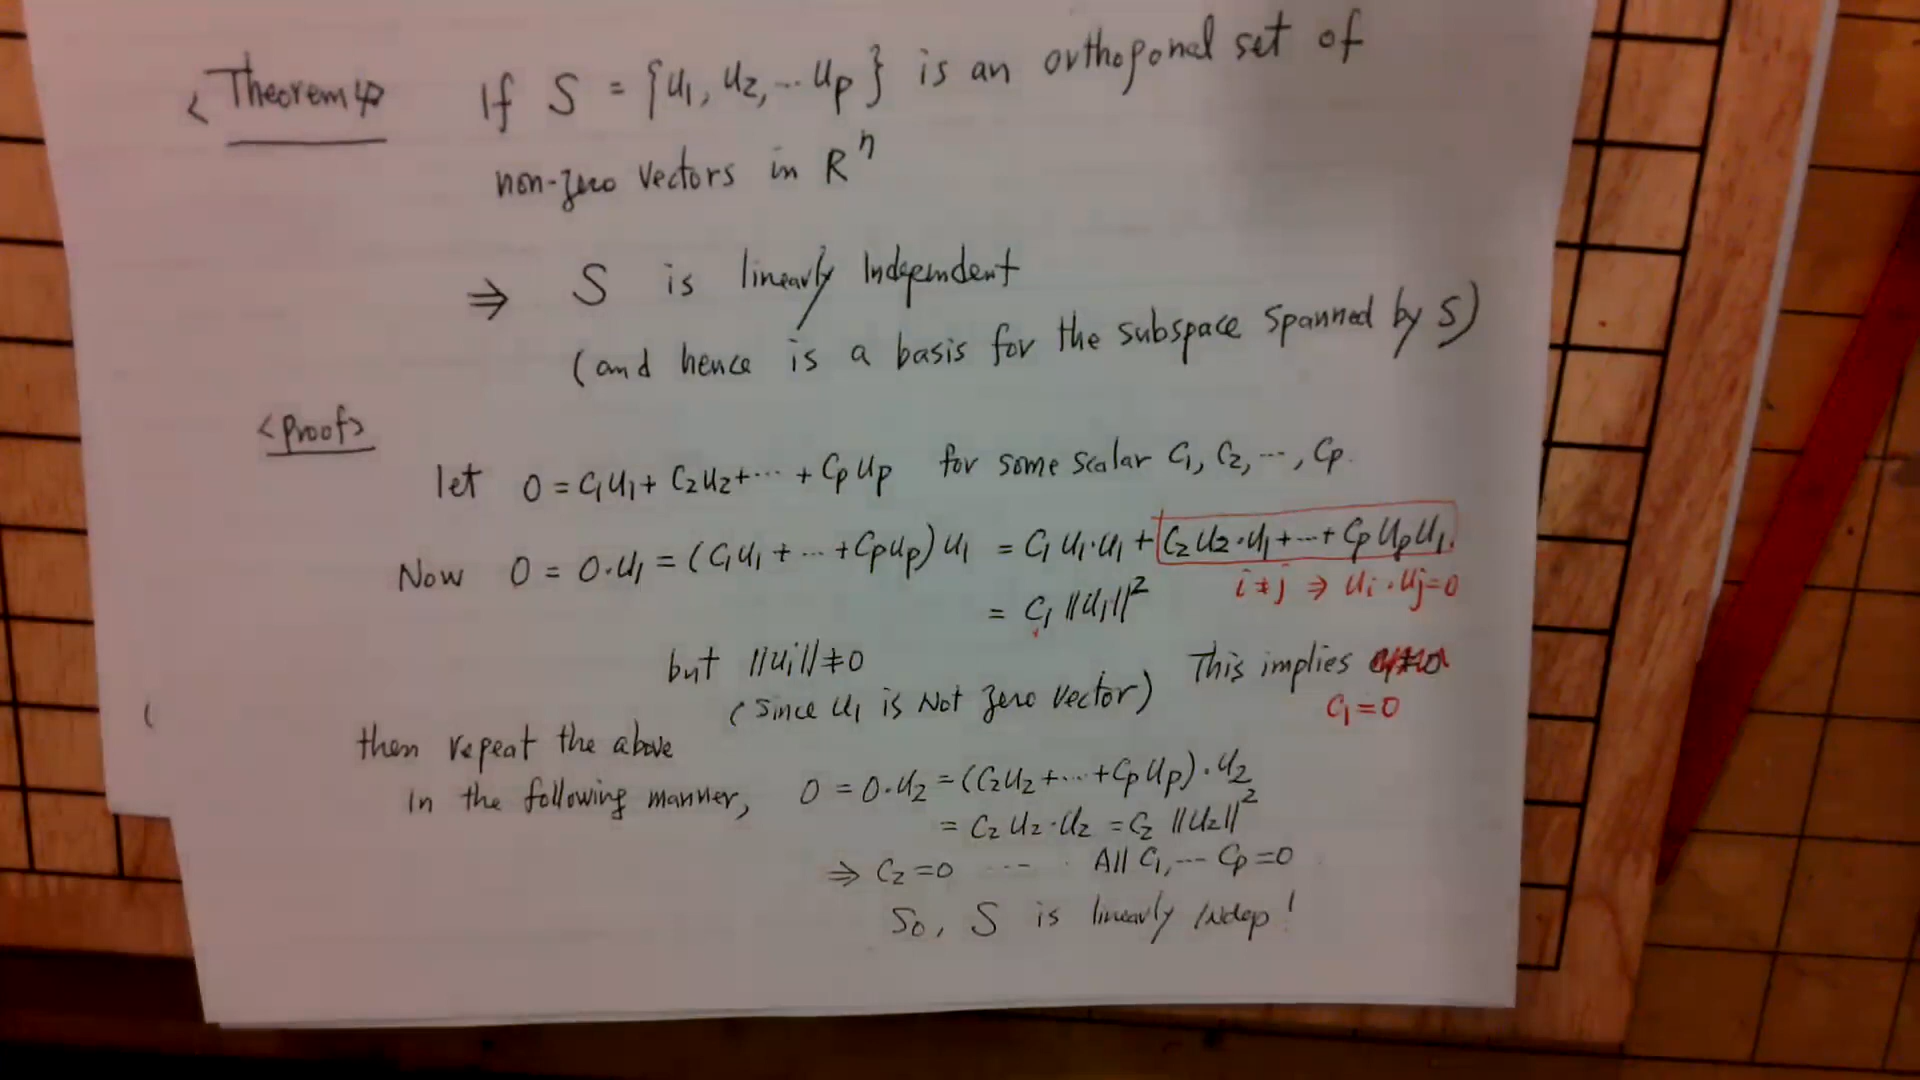 <Theorem 4>   If S = {u₁, u₂, ... up} is an orthogonal set of
non-zero vectors in Rⁿ
⇒ S is linearly Independent
(and hence is a basis for the subspace spanned by S)
<proof>
let 0 = c₁u₁ + c₂u₂ + ··· + cpup for some scalar c₁, c₂, ···, cp.
Now 0 = 0·u₁ = (c₁u₁ + ··· + cpup) u₁ = c₁ u₁·u₁ + c₂u₂·u₁ + ··· + cp up u₁.
i ≠ j ⇒ ui · uj = 0
= c₁ ||u₁||²
but ||ui|| ≠ 0
(since u₁ is Not zero vector) This implies
c₁ = 0
then repeat the above
in the following manner, 0 = 0·u₂ = (c₂u₂ + ··· + cpup)·u₂
= c₂ u₂·u₂ = c₂ ||u₂||²
⇒ c₂ = 0 ···· All c₁, ··· cp = 0
So, S is linearly Indep!
(